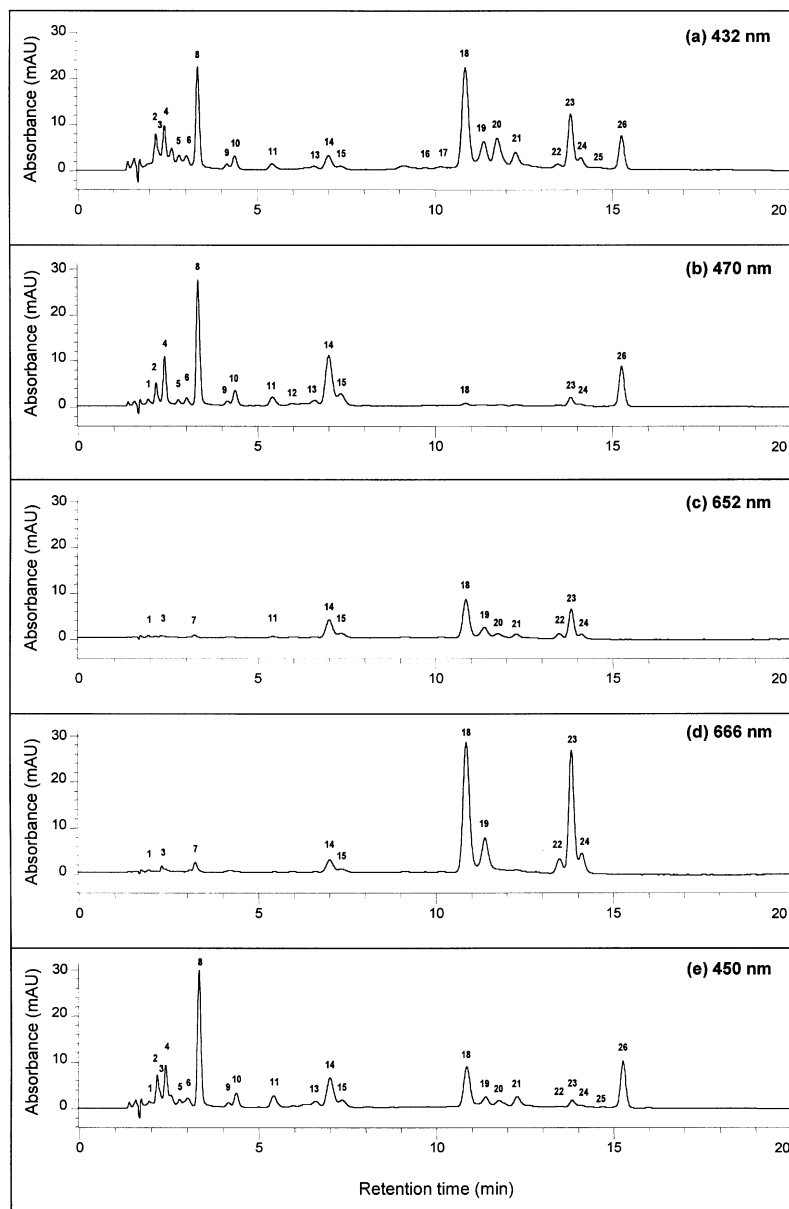 (a) 432 nm
Absorbance (mAU)
30
20
10
0
2 3 4 5 6 8 9 10 11 13 14 15 16 17 18 19 20 21 22 23 24 25 26
0 5 10 15 20
(b) 470 nm
Absorbance (mAU)
30
20
10
0
1 2 4 5 6 8 9 10 11 12 13 14 15 18 23 24 26
0 5 10 15 20
(c) 652 nm
Absorbance (mAU)
30
20
10
0
1 3 7 11 14 15 18 19 20 21 22 23 24
0 5 10 15 20
(d) 666 nm
Absorbance (mAU)
30
20
10
0
1 3 7 14 15 18 19 22 23 24
0 5 10 15 20
(e) 450 nm
Absorbance (mAU)
30
20
10
0
1 2 3 4 5 6 8 9 10 11 13 14 15 18 19 20 21 22 23 24 25 26
0 5 10 15 20
Retention time (min)